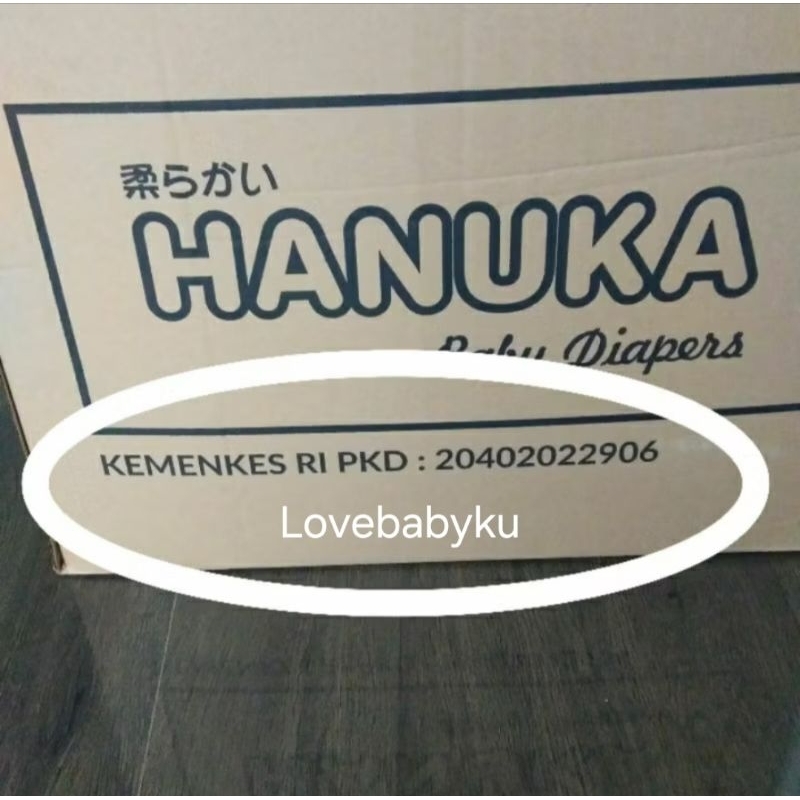 柔らかい
HANUKA
Baby Diapers
KEMENKES RI PKD : 20402022906
Lovebabyku